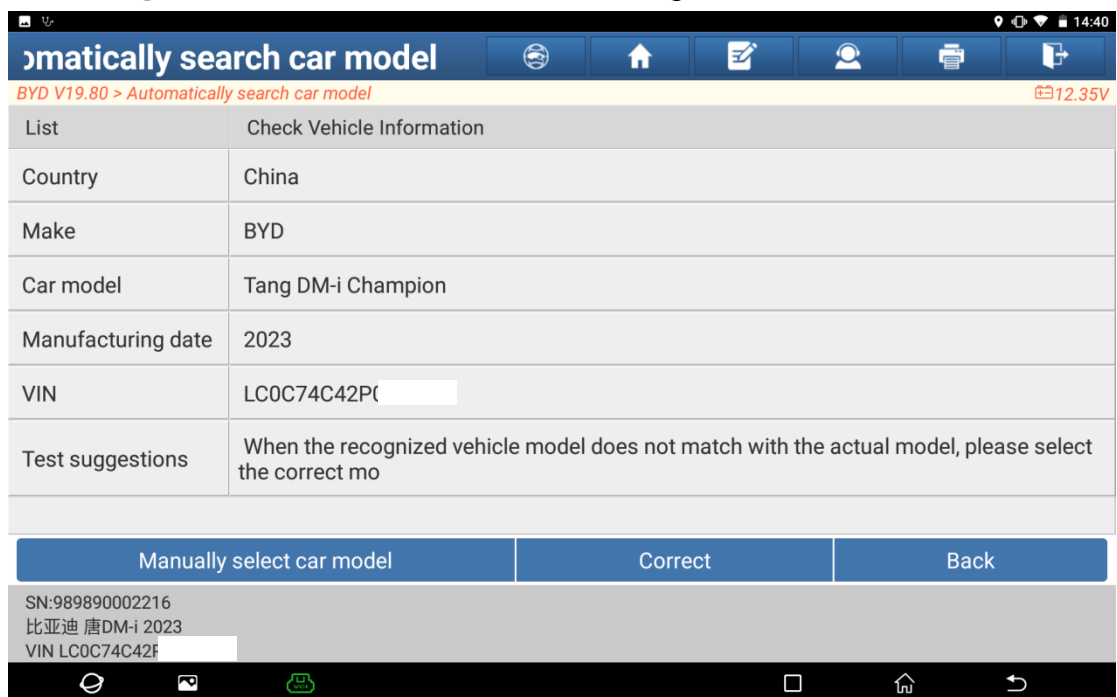 14:40
omatically search car model
BYD V19.80 > Automatically search car model
12.35V
List Check Vehicle Information
Country China
Make BYD
Car model Tang DM-i Champion
Manufacturing date 2023
VIN LC0C74C42P
Test suggestions When the recognized vehicle model does not match with the actual model, please select
the correct mo
Manually select car model Correct Back
SN:989890002216
比亚迪 唐DM-i 2023
VIN LC0C74C42
VCI